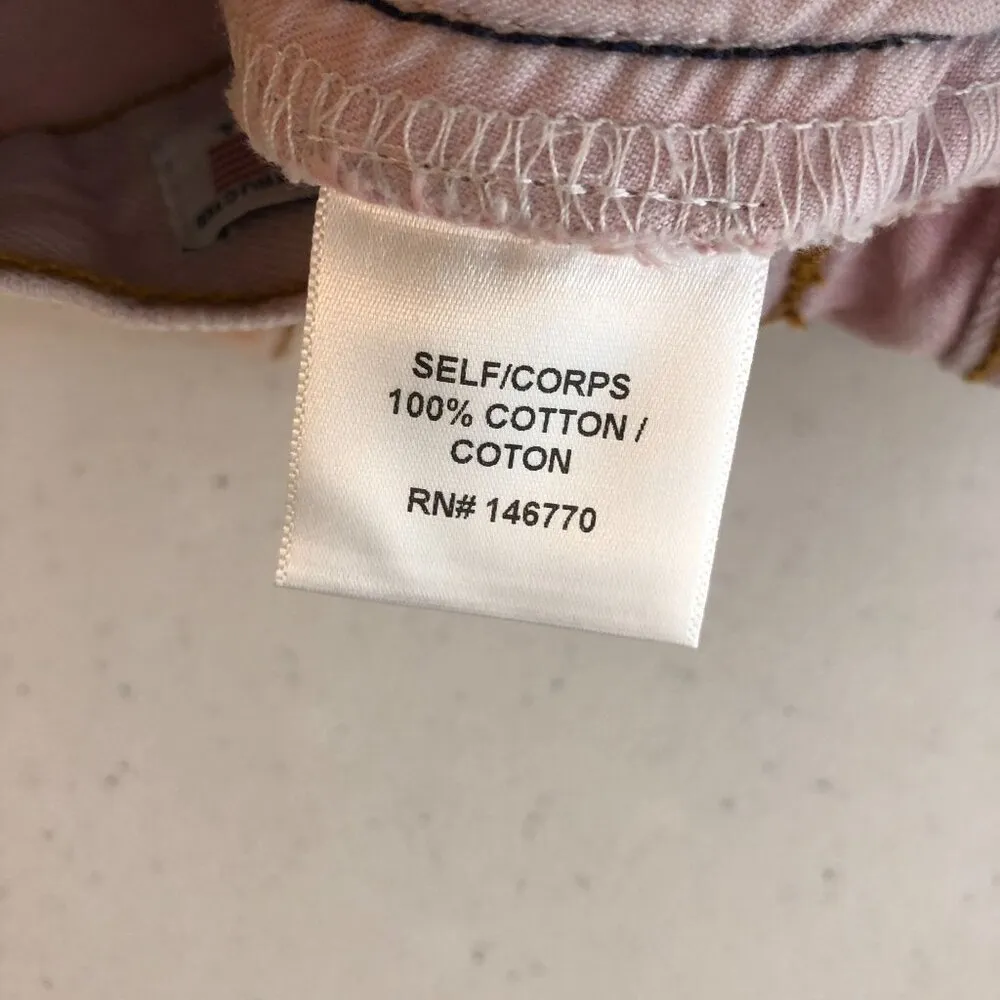 SELF/CORPS
100% COTTON /
COTON
RN# 146770